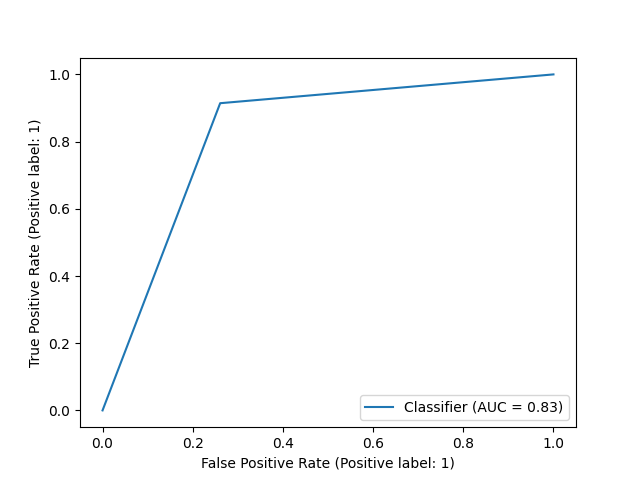 1.0
0.8
0.6
0.4
0.2
0.0
True Positive Rate (Positive label: 1)
Classifier (AUC = 0.83)
0.0 0.2 0.4 0.6 0.8 1.0
False Positive Rate (Positive label: 1)